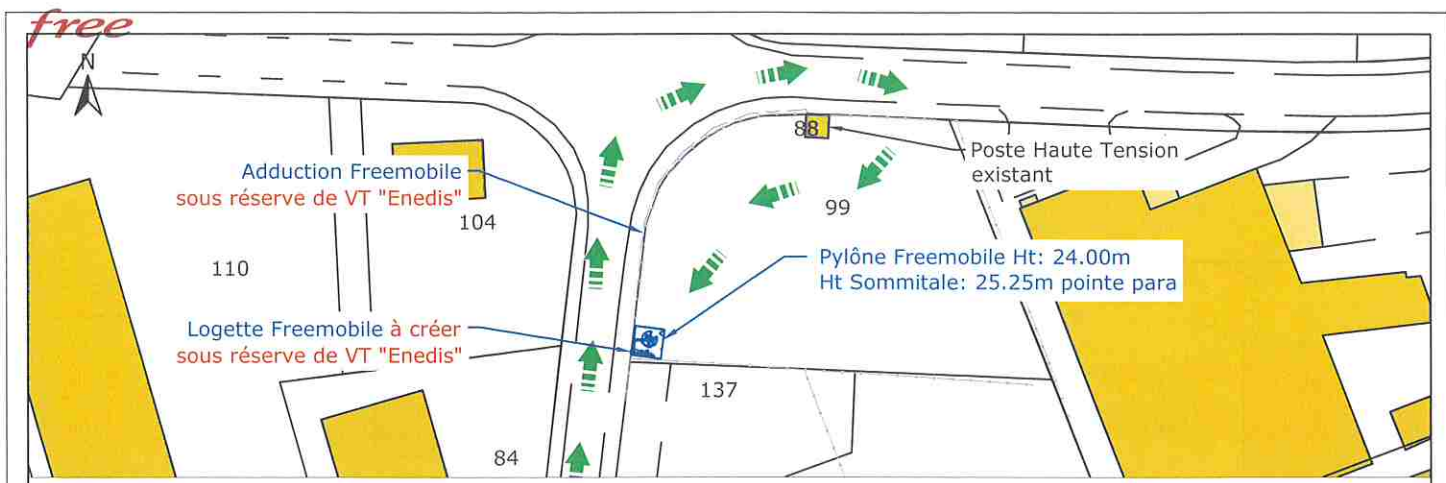 free
N
88
Poste Haute Tension
existant
Adduction Freemobile
sous réserve de VT "Enedis"
104
99
110
Pylône Freemobile Ht: 24.00m
Ht Sommitale: 25.25m pointe para
Logette Freemobile à créer
sous réserve de VT "Enedis"
137
84